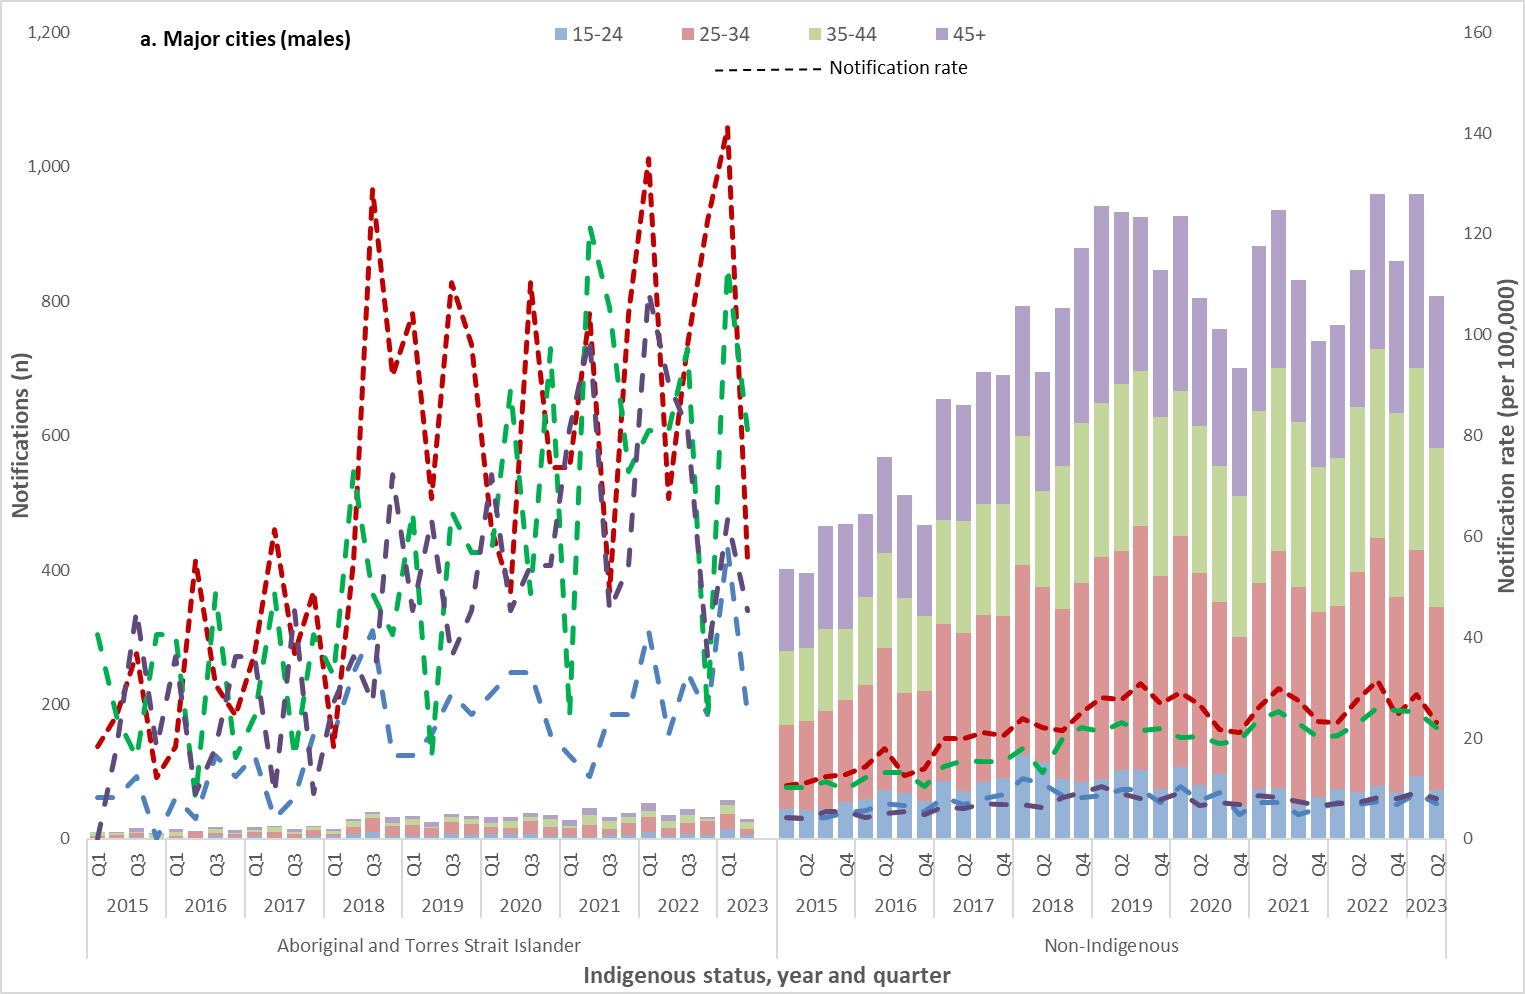 a. Major cities (males)
15-24 25-34 35-44 45+
Notification rate
Notifications (n)
1,200
1,000
800
600
400
200
0
Notification rate (per 100,000)
160
140
120
100
80
60
40
20
0
Q1 Q3 Q1 Q3 Q1 Q3 Q1 Q3 Q1 Q3 Q1 Q3 Q1 Q3 Q1 Q3 Q1 Q2 Q4 Q2 Q4 Q2 Q4 Q2 Q4 Q2 Q4 Q2 Q4 Q2 Q4 Q2 Q4 Q2
2015 2016 2017 2018 2019 2020 2021 2022 2023 2015 2016 2017 2018 2019 2020 2021 2022 2023
Aboriginal and Torres Strait Islander Non-Indigenous
Indigenous status, year and quarter